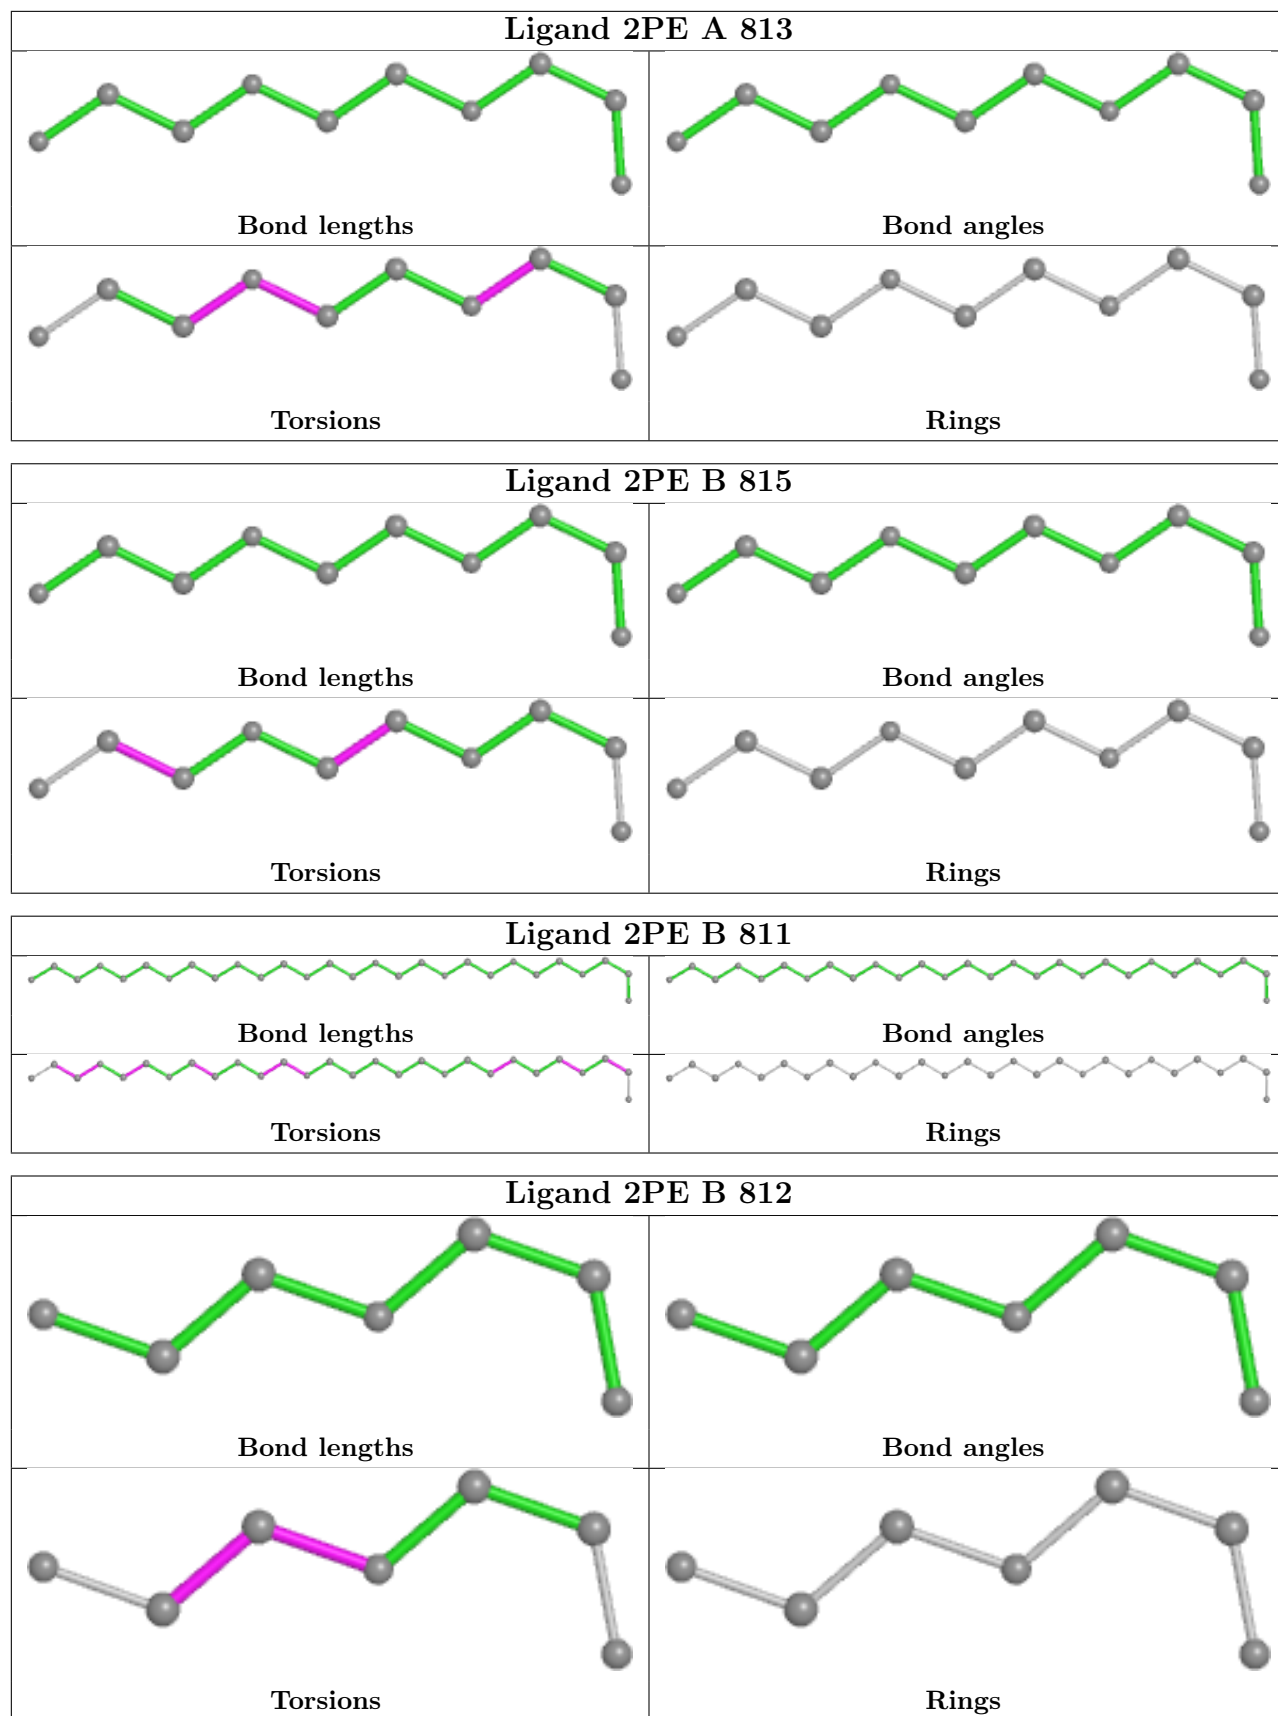 Ligand 2PE A 813
Bond lengths
Bond angles
Torsions
Rings
Ligand 2PE B 815
Bond lengths
Bond angles
Torsions
Rings
Ligand 2PE B 811
Bond lengths
Bond angles
Torsions
Rings
Ligand 2PE B 812
Bond lengths
Bond angles
Torsions
Rings